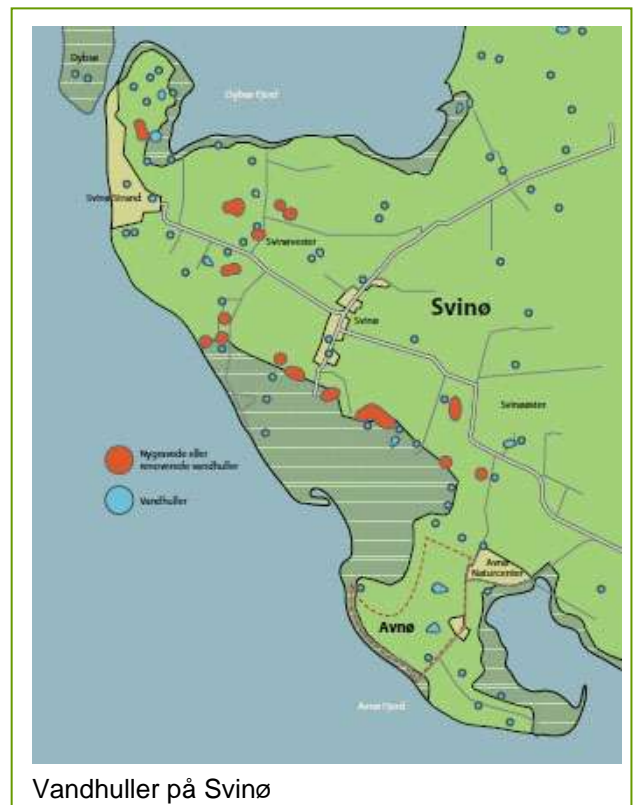 Dybsø
Dybsø Fjord
Svinø Strand
Svinøvester
Svinø
Svinø
Svinøøster
Nygravede eller
renoverede vandhuller
Vandhuller
Avnø
Naturcenter
Avnø
Avnø Fjord
Vandhuller på Svinø